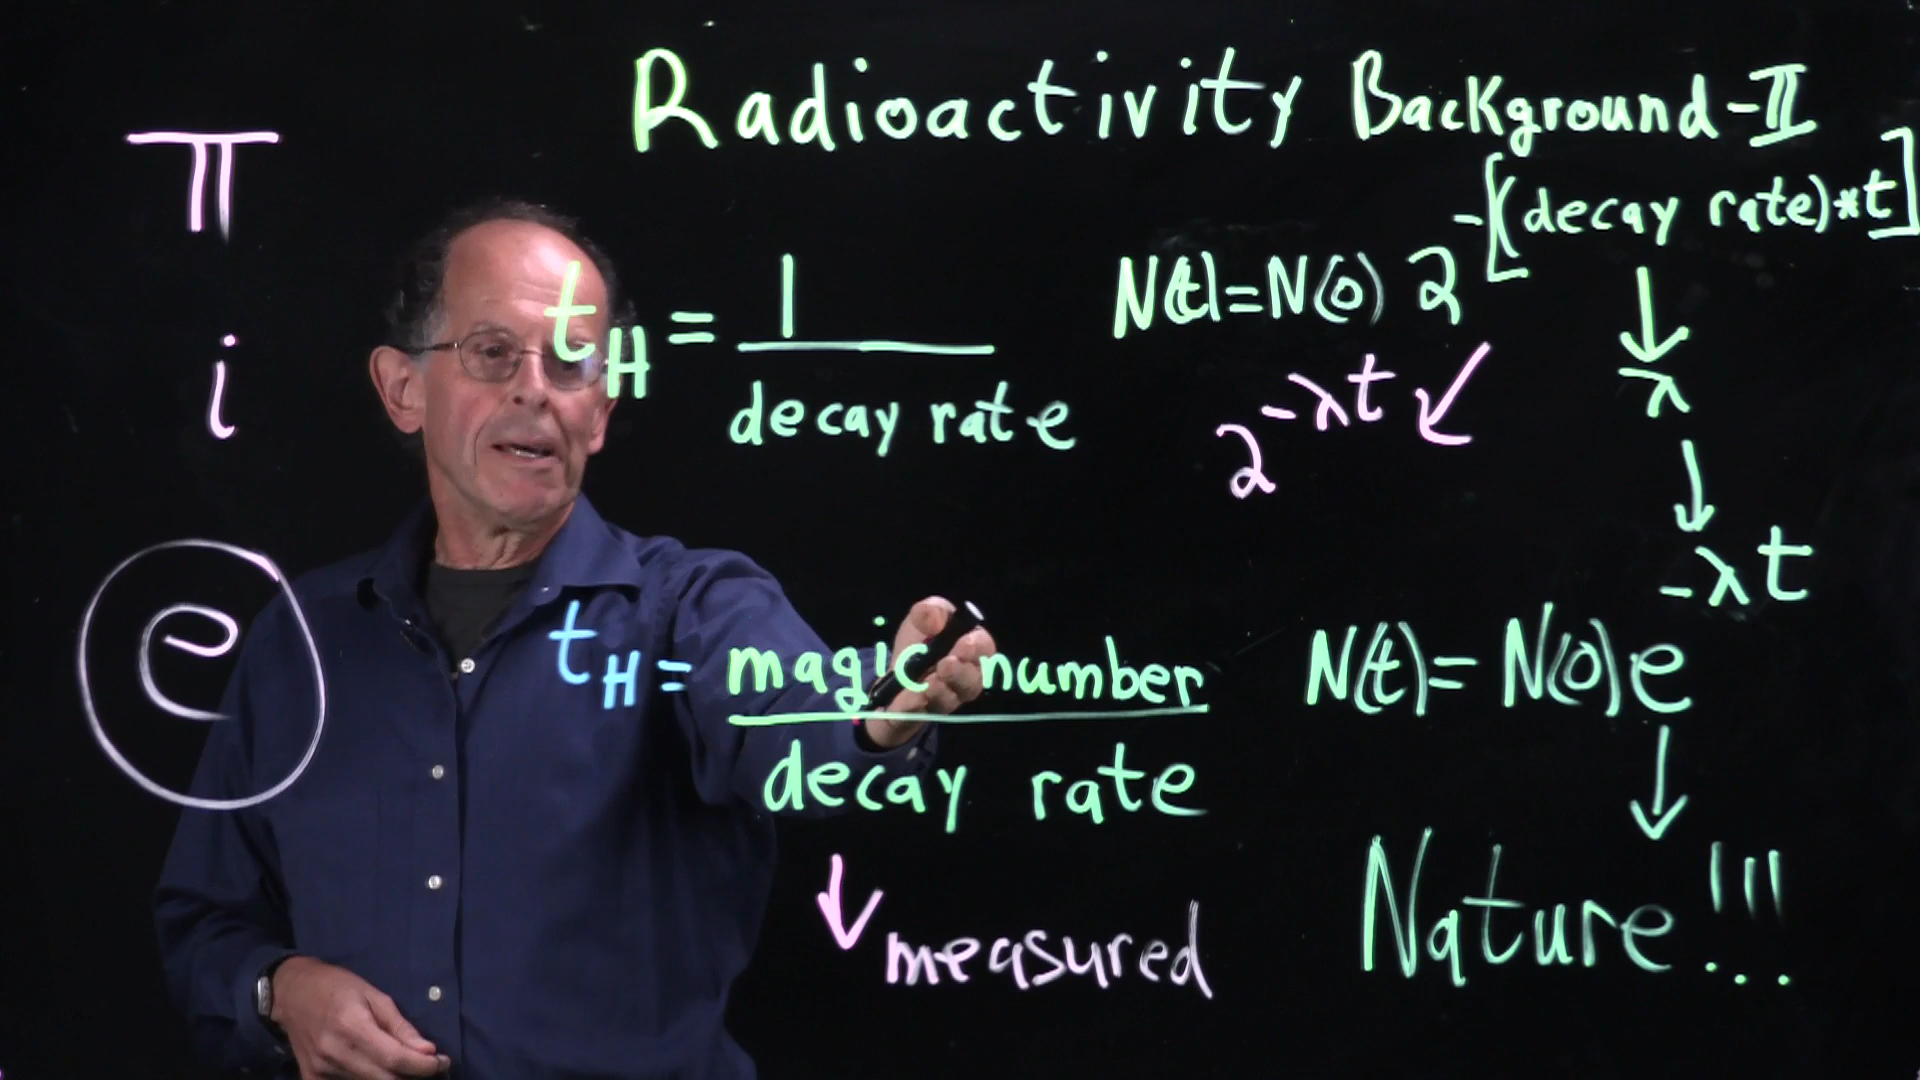 Radioactivity Background-II
π
i
e
t_H = 1 / decay rate
N(t)=N(0) 2^-[(decay rate)*t]
↓
λ
2^-λt ↙
↓
t_H = magic number / decay rate
↓ measured
N(t)= N(0) e^-λt
↓
Nature!!!...